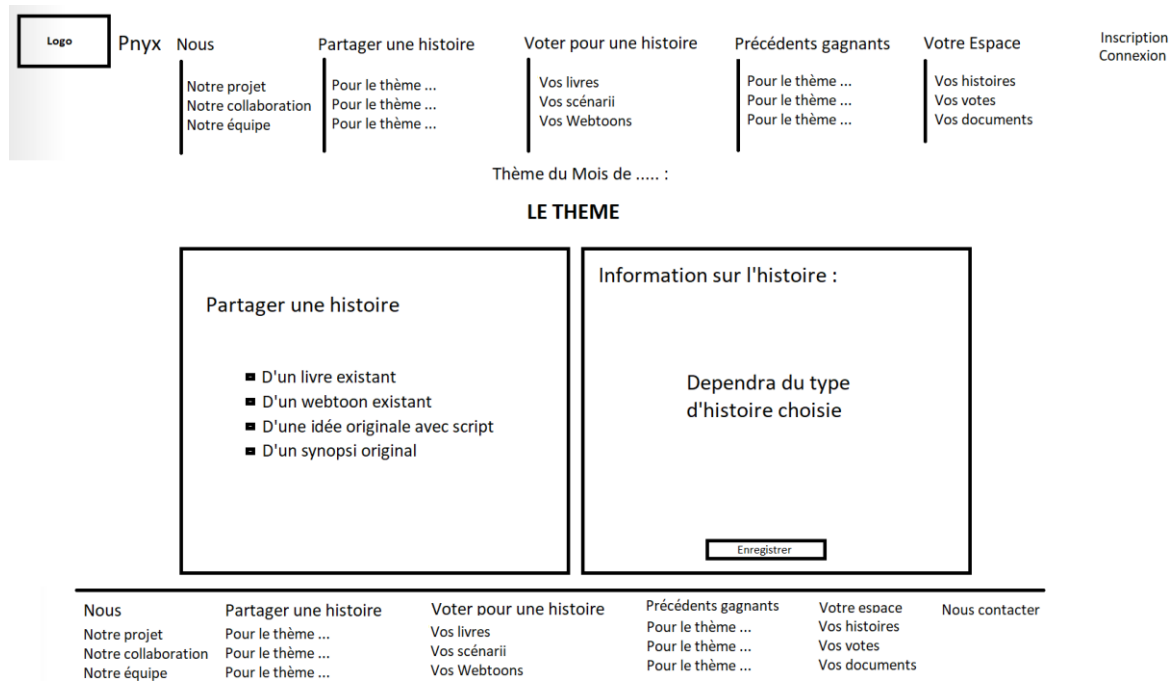 Logo
Pnyx
Nous
Partager une histoire
Voter pour une histoire
Précédents gagnants
Votre Espace
Inscription
Connexion
Notre projet
Notre collaboration
Notre équipe
Pour le thème ...
Pour le thème ...
Pour le thème ...
Vos livres
Vos scénarii
Vos Webtoons
Pour le thème ...
Pour le thème ...
Pour le thème ...
Vos histoires
Vos votes
Vos documents
Thème du Mois de ..... :
LE THEME
Partager une histoire
D'un livre existant
D'un webtoon existant
D'une idée originale avec script
D'un synopsi original
Information sur l'histoire :
Dependra du type
d'histoire choisie
Enregistrer
Nous
Notre projet
Notre collaboration
Notre équipe
Partager une histoire
Pour le thème ...
Pour le thème ...
Pour le thème ...
Voter pour une histoire
Vos livres
Vos scénarii
Vos Webtoons
Précédents gagnants
Pour le thème ...
Pour le thème ...
Pour le thème ...
Votre espace
Vos histoires
Vos votes
Vos documents
Nous contacter